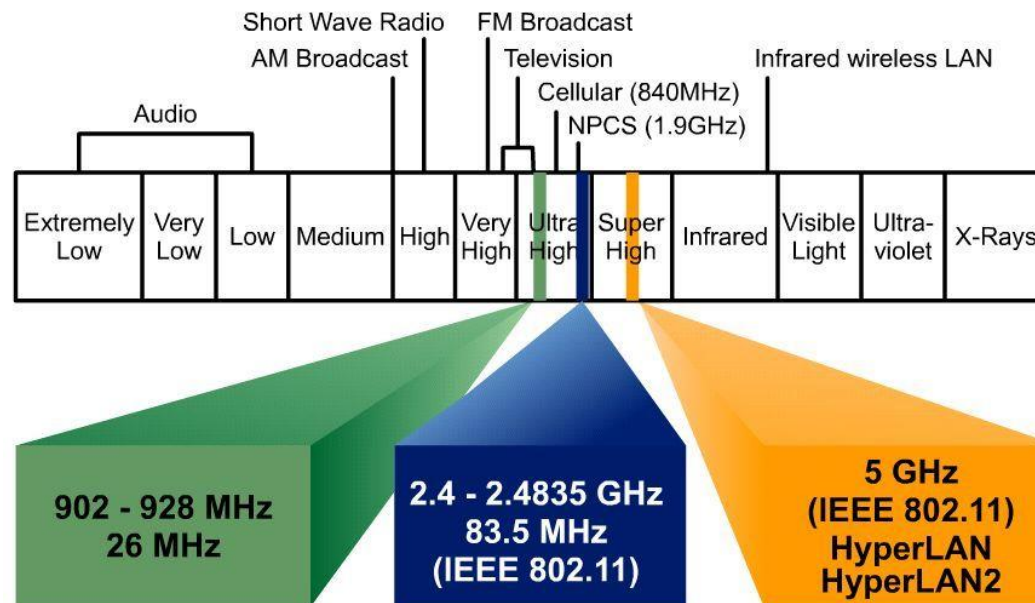 Short Wave Radio
FM Broadcast
AM Broadcast
Television
Infrared wireless LAN
Cellular (840MHz)
Audio
NPCS (1.9GHz)
Extremely
Low
Very
Low
Low
Medium
High
Very
High
Ultra
High
Super
High
Infrared
Visible
Light
Ultra-
violet
X-Rays
902 - 928 MHz
26 MHz
2.4 - 2.4835 GHz
83.5 MHz
(IEEE 802.11)
5 GHz
(IEEE 802.11)
HyperLAN
HyperLAN2